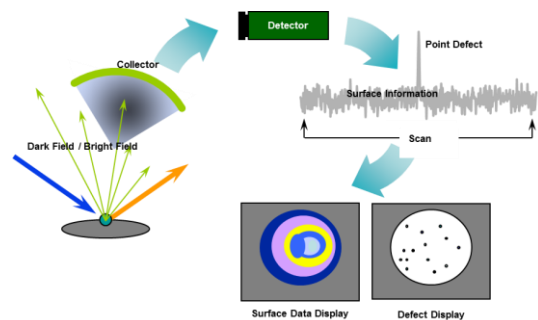 Detector
Point Defect
Collector
Surface Information
Scan
Dark Field / Bright Field
Surface Data Display
Defect Display